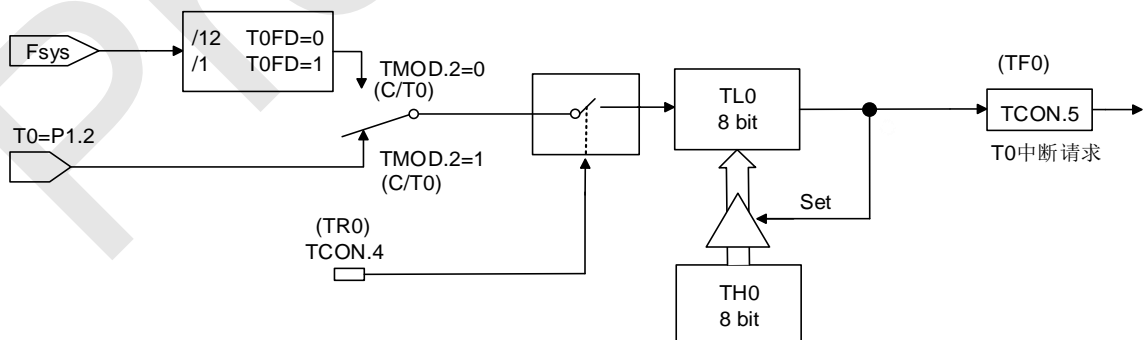 Fsys
/12 T0FD=0
/1 T0FD=1
TMOD.2=0
(C/T0)
T0=P1.2
TMOD.2=1
(C/T0)
(TR0)
TCON.4
TL0
8 bit
Set
TH0
8 bit
(TF0)
TCON.5
T0中断请求